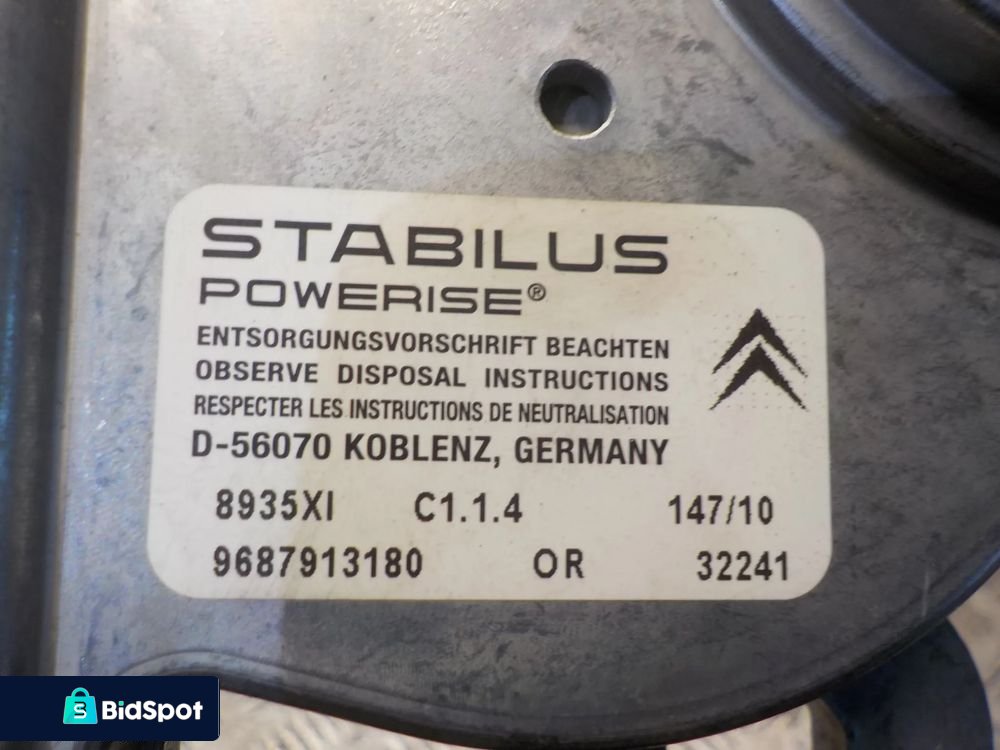 STABILUS
POWERISE®
ENTSORGUNGSVORSCHRIFT BEACHTEN
OBSERVE DISPOSAL INSTRUCTIONS
RESPECTER LES INSTRUCTIONS DE NEUTRALISATION
D-56070 KOBLENZ, GERMANY
8935XI C1.1.4 147/10
9687913180 OR 32241
S BidSpot